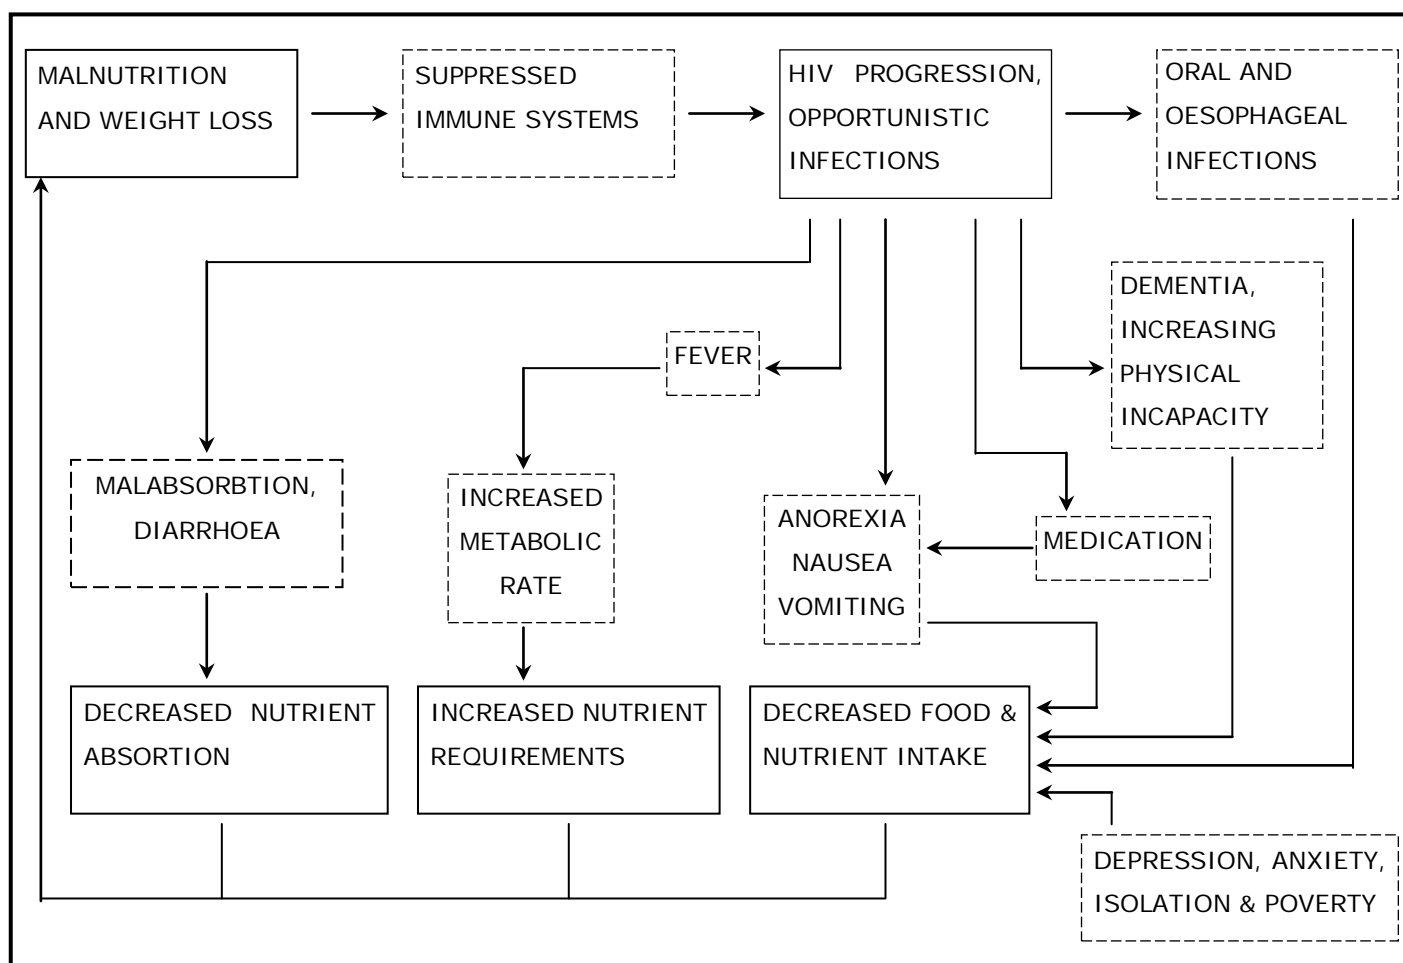 MALNUTRITION
AND WEIGHT LOSS
SUPPRESSED
IMMUNE SYSTEMS
HIV PROGRESSION,
OPPORTUNISTIC
INFECTIONS
ORAL AND
OESOPHAGEAL
INFECTIONS
DEMENTIA,
INCREASING
PHYSICAL
INCAPACITY
FEVER
MALABSORBTION,
DIARRHOEA
INCREASED
METABOLIC
RATE
ANOREXIA
NAUSEA
VOMITING
MEDICATION
DECREASED NUTRIENT
ABSORTION
INCREASED NUTRIENT
REQUIREMENTS
DECREASED FOOD &
NUTRIENT INTAKE
DEPRESSION, ANXIETY,
ISOLATION & POVERTY